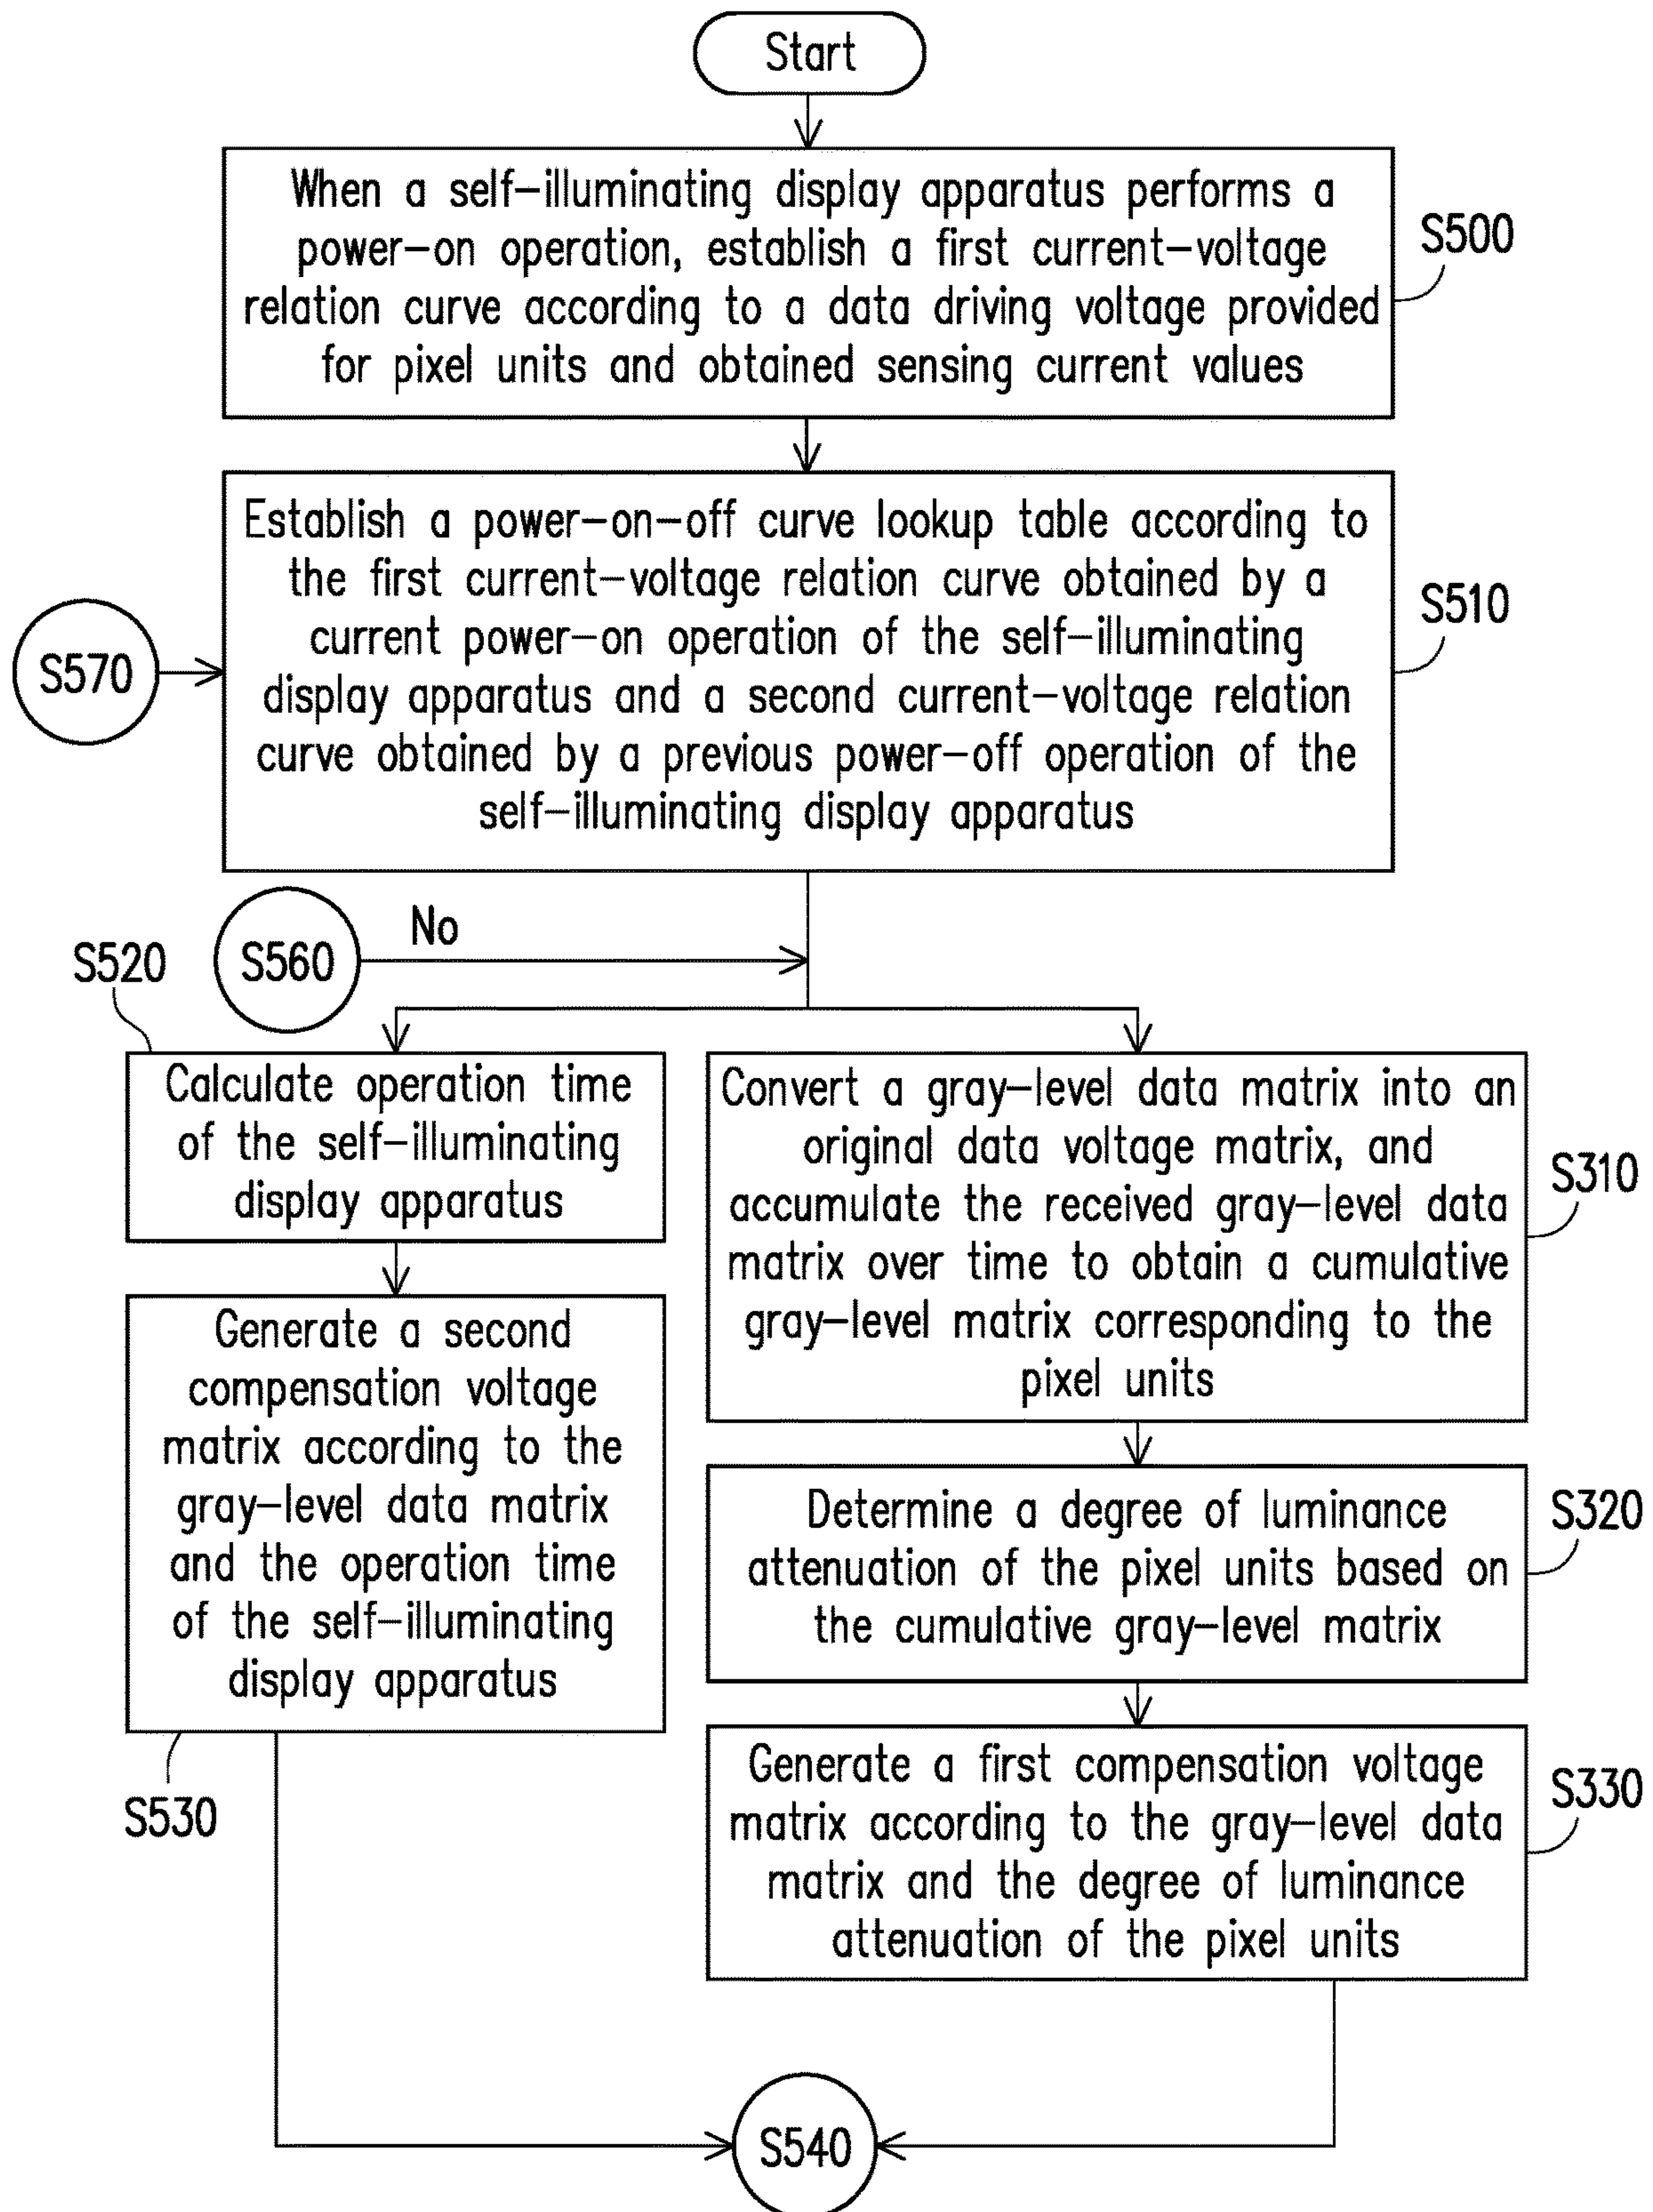 Start
When a self-illuminating display apparatus performs a
power-on operation, establish a first current-voltage
relation curve according to a data driving voltage provided
for pixel units and obtained sensing current values
S500
Establish a power-on-off curve lookup table according to
the first current-voltage relation curve obtained by a
current power-on operation of the self-illuminating
display apparatus and a second current-voltage relation
curve obtained by a previous power-off operation of the
self-illuminating display apparatus
S510
S570
S560
No
S520
Calculate operation time
of the self-illuminating
display apparatus
Generate a second
compensation voltage
matrix according to the
gray-level data matrix
and the operation time
of the self-illuminating
display apparatus
S530
Convert a gray-level data matrix into an
original data voltage matrix, and
accumulate the received gray-level data
matrix over time to obtain a cumulative
gray-level matrix corresponding to the
pixel units
S310
Determine a degree of luminance
attenuation of the pixel units based on
the cumulative gray-level matrix
S320
Generate a first compensation voltage
matrix according to the gray-level data
matrix and the degree of luminance
attenuation of the pixel units
S330
S540